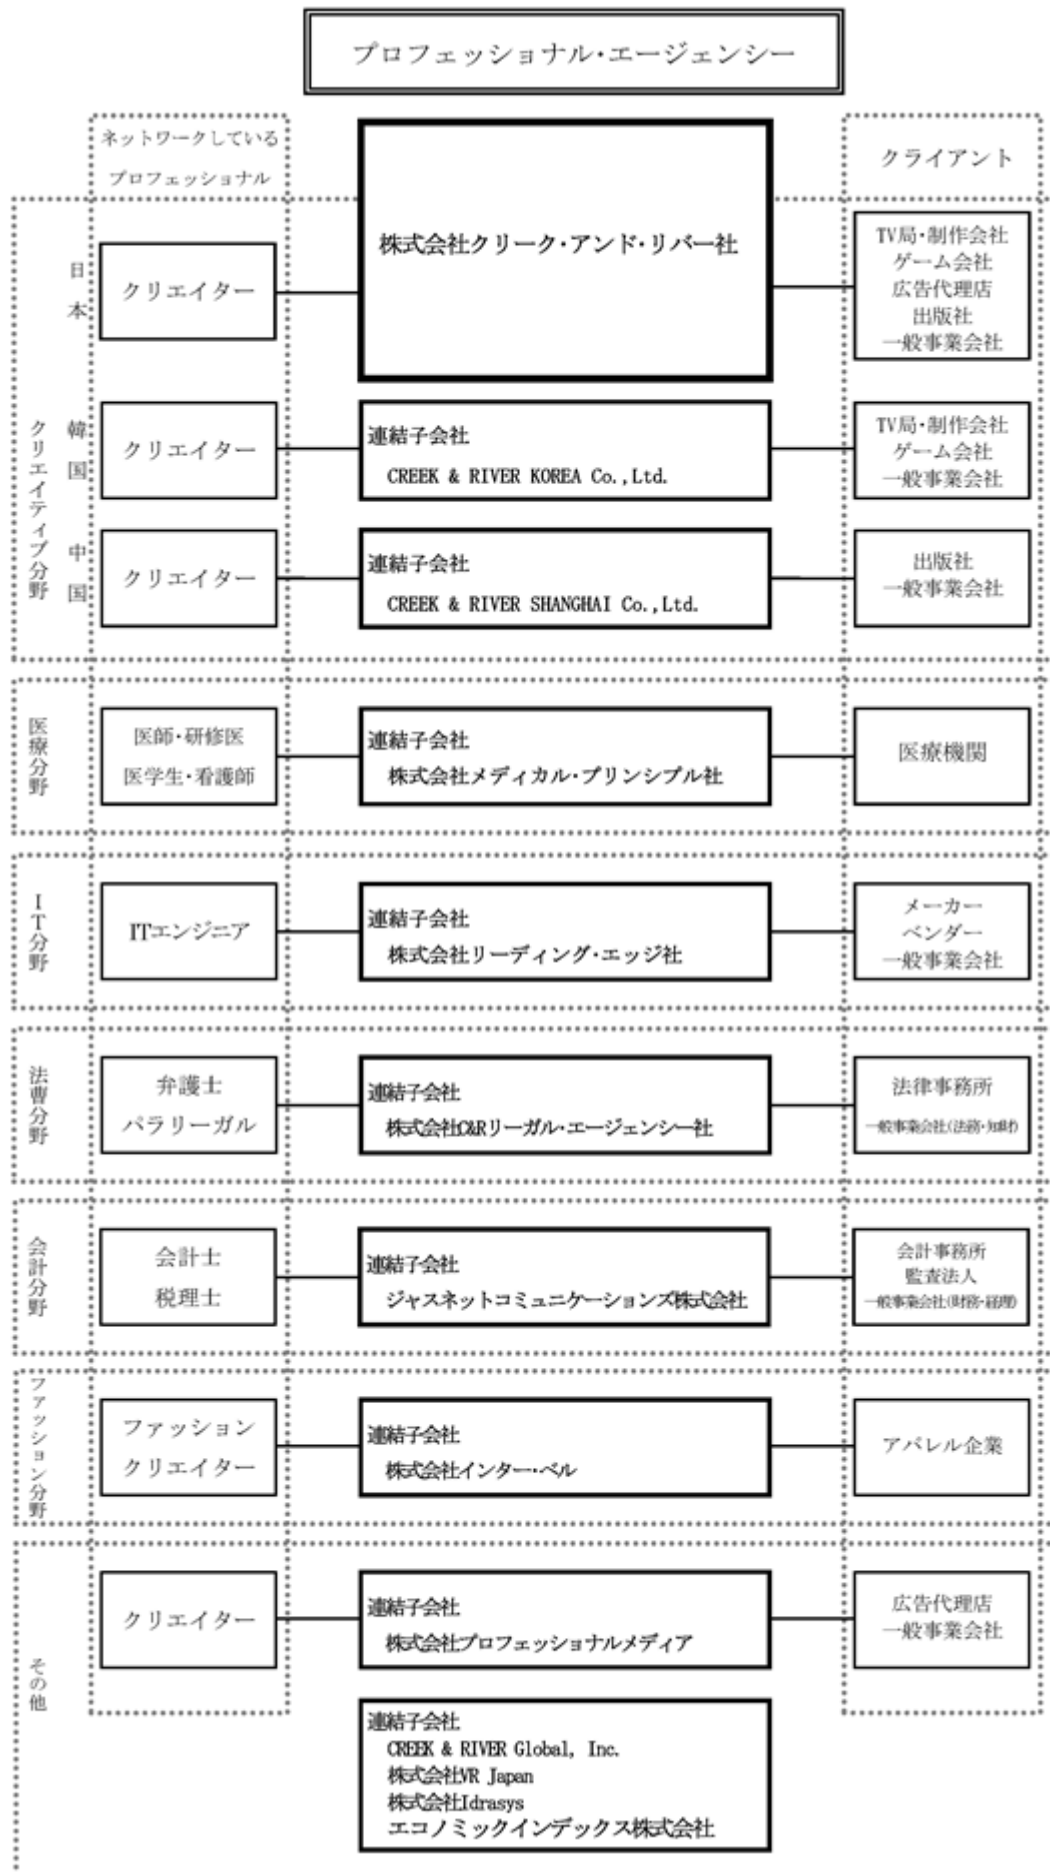 プロフェッショナル・エージェンシー
ネットワークしている
プロフェッショナル
クライアント
クリエイティブ分野
日本
クリエイター
株式会社クリーク・アンド・リバー社
TV局・制作会社
ゲーム会社
広告代理店
出版社
一般事業会社
韓国
クリエイター
連結子会社
CREEK & RIVER KOREA Co.,Ltd.
TV局・制作会社
ゲーム会社
一般事業会社
中国
クリエイター
連結子会社
CREEK & RIVER SHANGHAI Co.,Ltd.
出版社
一般事業会社
医療分野
医師・研修医
医学生・看護師
連結子会社
株式会社メディカル・プリンシプル社
医療機関
IT分野
ITエンジニア
連結子会社
株式会社リーディング・エッジ社
メーカー
ベンダー
一般事業会社
法曹分野
弁護士
パラリーガル
連結子会社
株式会社C&Rリーガル・エージェンシー社
法律事務所
一般事業会社(法務・知財)
会計分野
会計士
税理士
連結子会社
ジャスネットコミュニケーションズ株式会社
会計事務所
監査法人
一般事業会社(財務・経理)
ファッション分野
ファッション
クリエイター
連結子会社
株式会社インター・ベル
アパレル企業
その他
クリエイター
連結子会社
株式会社プロフェッショナルメディア
広告代理店
一般事業会社
連結子会社
CREEK & RIVER Global, Inc.
株式会社VR Japan
株式会社Idrasys
エコノミックインデックス株式会社